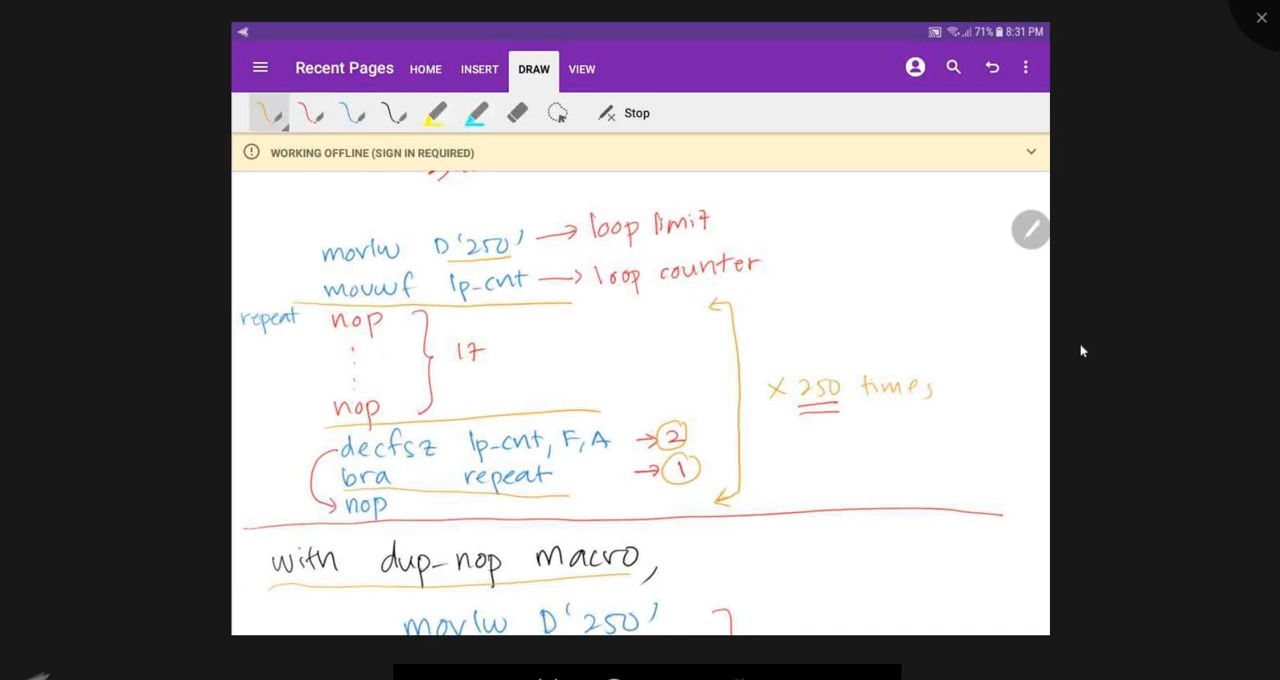 71% 8:31 PM
Recent Pages HOME INSERT DRAW VIEW
Stop
WORKING OFFLINE (SIGN IN REQUIRED)
movlw D'250' → loop limit
movwf lp-cnt → loop counter
repeat nop
17
nop
× 250 times
decfsz lp-cnt, F, A → 2
bra repeat → 1
nop
with dup-nop macro,
movlw D'250'